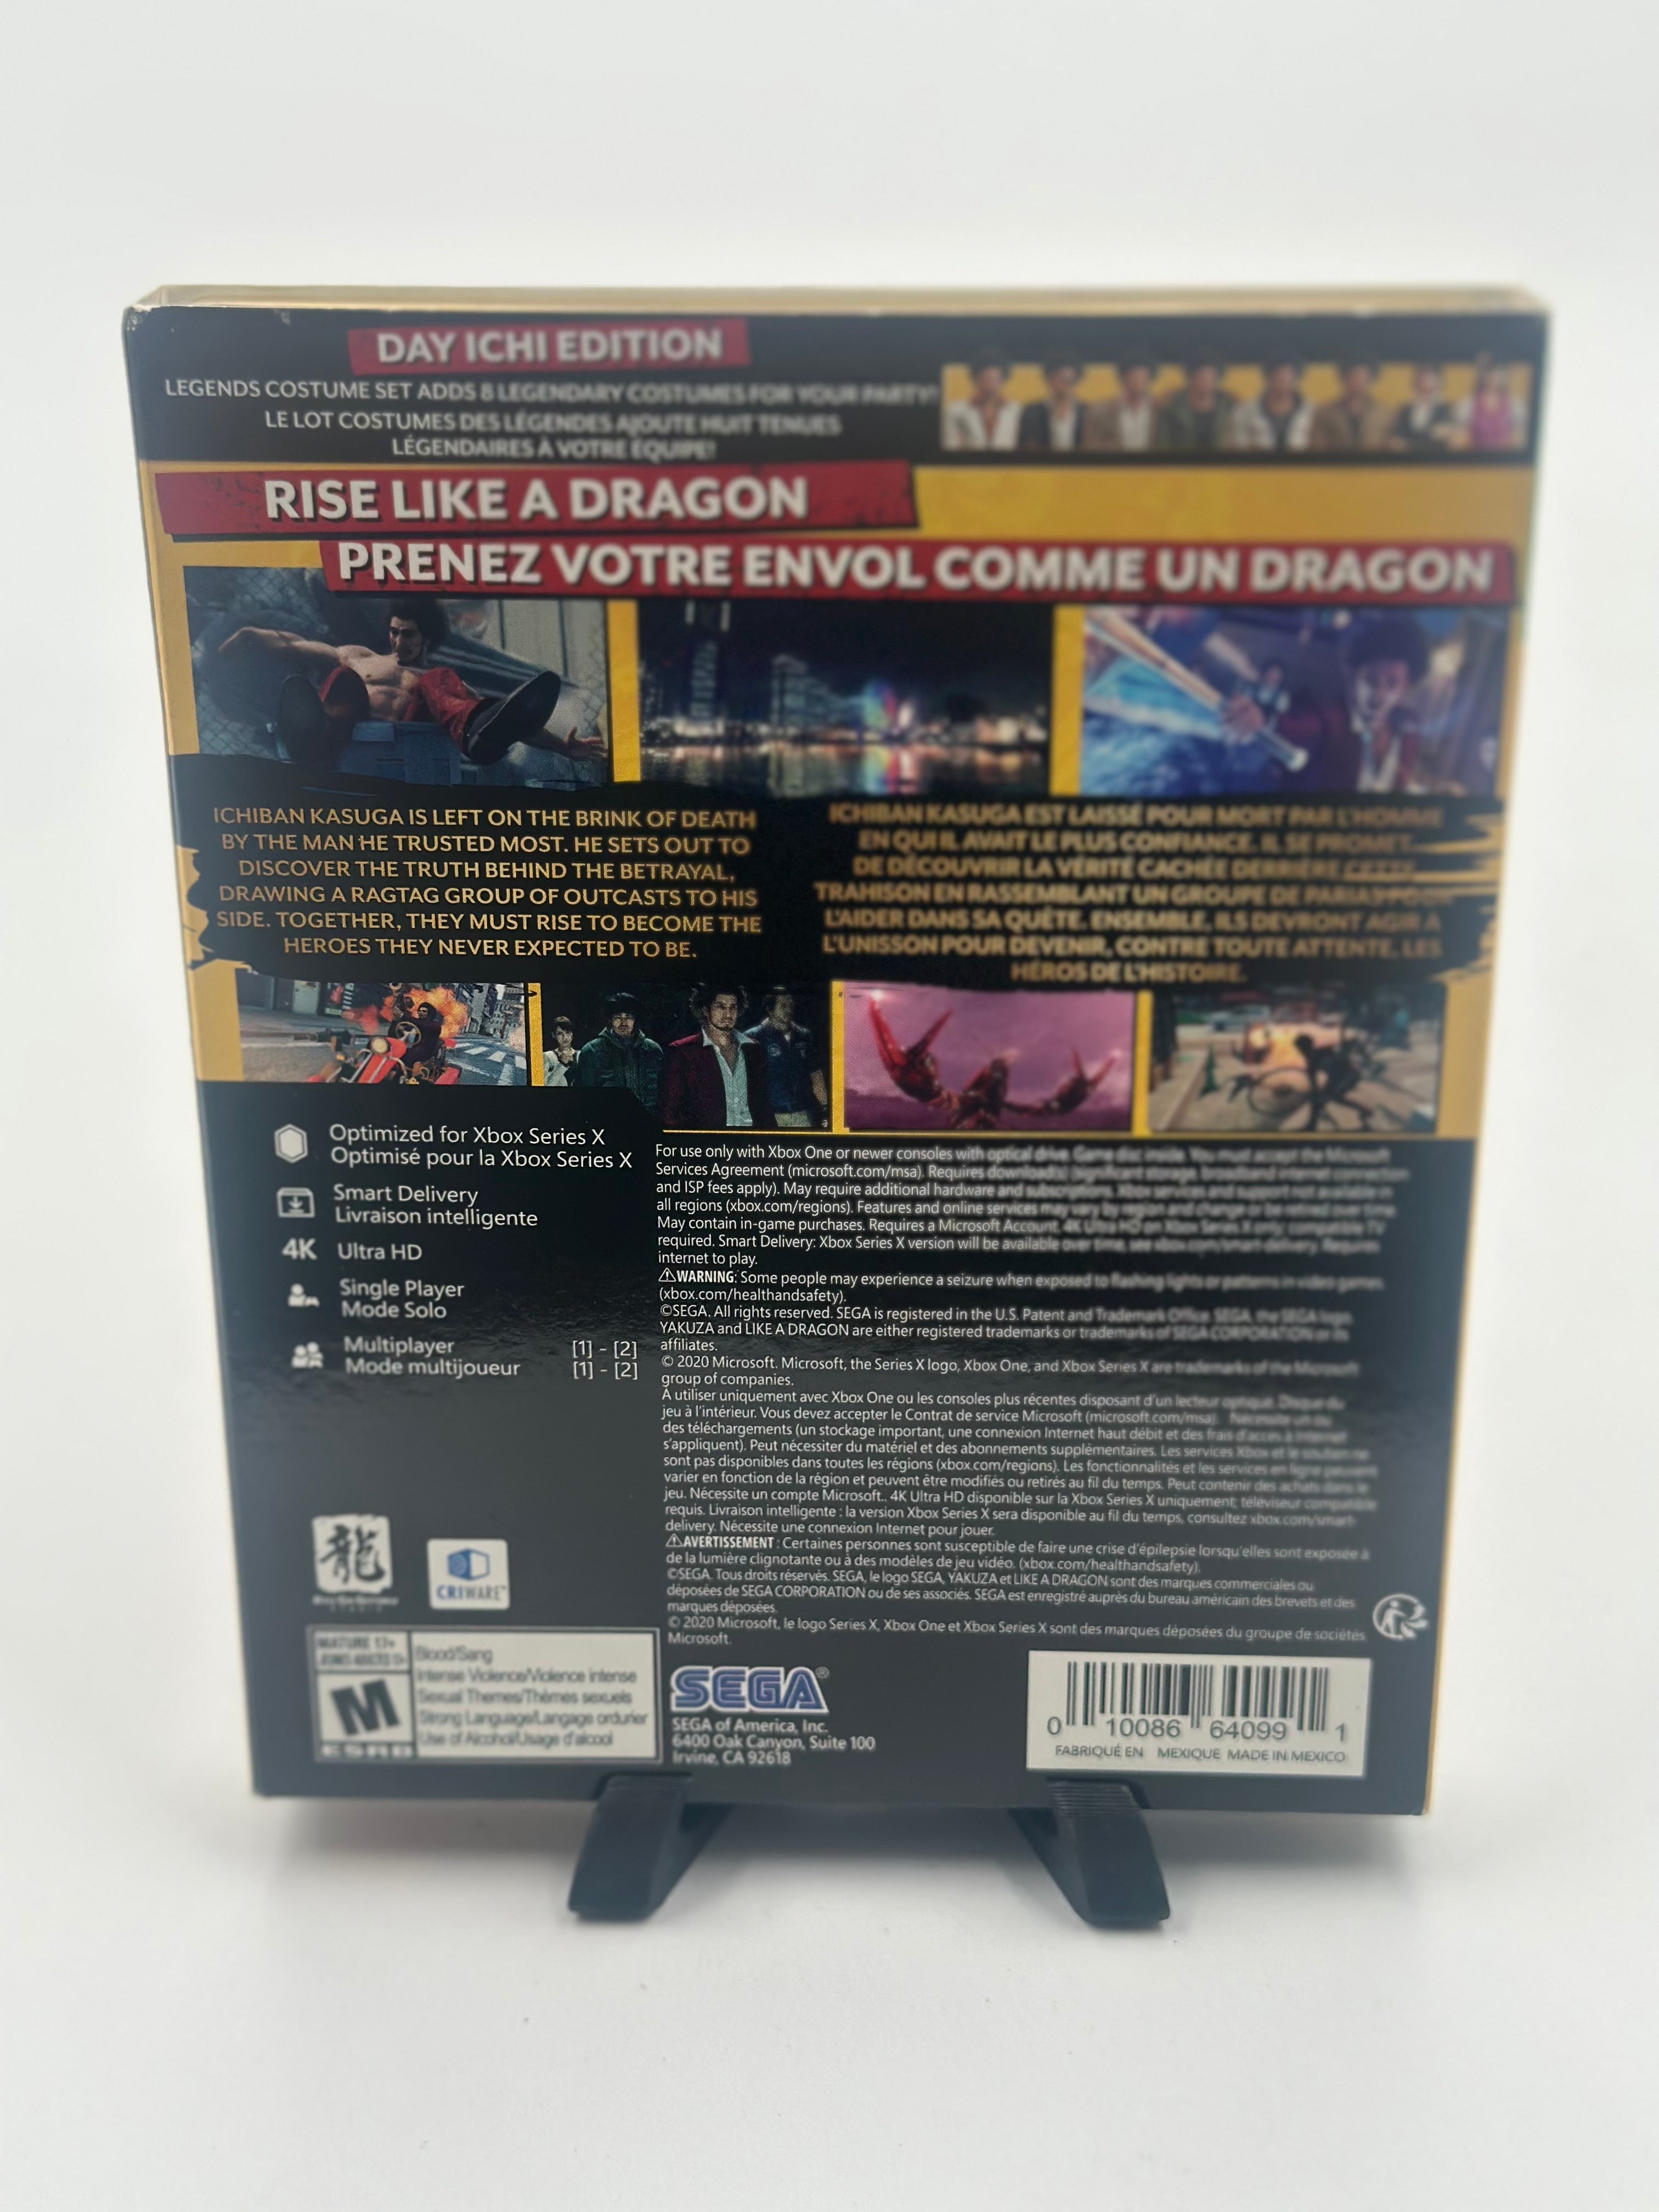 DAY ICHI EDITION
LEGENDS COSTUME SET ADDS 8 LEGENDARY COSTUMES FOR YOUR PARTY!
LE LOT COSTUMES DES LÉGENDES AJOUTE HUIT TENUES
LÉGENDAIRES À VOTRE ÉQUIPE!
RISE LIKE A DRAGON
PRENEZ VOTRE ENVOL COMME UN DRAGON
ICHIBAN KASUGA IS LEFT ON THE BRINK OF DEATH
BY THE MAN HE TRUSTED MOST. HE SETS OUT TO
DISCOVER THE TRUTH BEHIND THE BETRAYAL,
DRAWING A RAGTAG GROUP OF OUTCASTS TO HIS
SIDE. TOGETHER, THEY MUST RISE TO BECOME THE
HEROES THEY NEVER EXPECTED TO BE.
ICHIBAN KASUGA EST LAISSÉ POUR MORT PAR L'HOMME
EN QUI IL AVAIT LE PLUS CONFIANCE. IL SE PROMET
DE DÉCOUVRIR LA VÉRITÉ CACHÉE DERRIÈRE CETTE
TRAHISON EN RASSEMBLANT UN GROUPE DE PARIAS POUR
L'AIDER DANS SA QUÊTE. ENSEMBLE, ILS DEVRONT AGIR À
L'UNISSON POUR DEVENIR, CONTRE TOUTE ATTENTE, LES
HÉROS DE L'HISTOIRE.
Optimized for Xbox Series X
Optimisé pour la Xbox Series X
Smart Delivery
Livraison intelligente
4K Ultra HD
Single Player
Mode Solo
Multiplayer [1] - [2]
Mode multijoueur [1] - [2]
For use only with Xbox One or newer consoles with optical drive. Game disc inside. You must accept the Microsoft
Services Agreement (microsoft.com/msa). Requires download(s) (significant storage, broadband internet connection
and ISP fees apply). May require additional hardware and subscriptions. Xbox services and support not available in
all regions (xbox.com/regions). Features and online services may vary by region and change or be retired over time.
May contain in-game purchases. Requires a Microsoft Account. 4K Ultra HD on Xbox Series X only; compatible TV
required. Smart Delivery: Xbox Series X version will be available over time, see xbox.com/smart-delivery. Requires
internet to play.
⚠WARNING: Some people may experience a seizure when exposed to flashing lights or patterns in video games.
(xbox.com/healthandsafety).
©SEGA. All rights reserved. SEGA is registered in the U.S. Patent and Trademark Office. SEGA, the SEGA logo,
YAKUZA and LIKE A DRAGON are either registered trademarks or trademarks of SEGA CORPORATION or its
affiliates.
© 2020 Microsoft. Microsoft, the Series X logo, Xbox One, and Xbox Series X are trademarks of the Microsoft
group of companies.
À utiliser uniquement avec Xbox One ou les consoles plus récentes disposant d'un lecteur optique. Disque du
jeu à l'intérieur. Vous devez accepter le Contrat de service Microsoft (microsoft.com/msa). Nécessite un ou
des téléchargements (un stockage important, une connexion Internet haut débit et des frais d'accès à Internet
s'appliquent). Peut nécessiter du matériel et des abonnements supplémentaires. Les services Xbox et le soutien ne
sont pas disponibles dans toutes les régions (xbox.com/regions). Les fonctionnalités et les services en ligne peuvent
varier en fonction de la région et peuvent être modifiés ou retirés au fil du temps. Peut contenir des achats dans le
jeu. Nécessite un compte Microsoft.. 4K Ultra HD disponible sur la Xbox Series X uniquement; téléviseur compatible
requis. Livraison intelligente : la version Xbox Series X sera disponible au fil du temps, consultez xbox.com/smart-
delivery. Nécessite une connexion Internet pour jouer.
⚠AVERTISSEMENT : Certaines personnes sont susceptible de faire une crise d'épilepsie lorsqu'elles sont exposée à
de la lumière clignotante ou à des modèles de jeu vidéo. (xbox.com/healthandsafety).
©SEGA. Tous droits réservés. SEGA, le logo SEGA, YAKUZA et LIKE A DRAGON sont des marques commerciales ou
déposées de SEGA CORPORATION ou de ses associés. SEGA est enregistré auprès du bureau américain des brevets et des
marques déposées.
© 2020 Microsoft, le logo Series X, Xbox One et Xbox Series X sont des marques déposées du groupe de sociétés
Microsoft.
龍
CRIWARE™
MATURE 17+
M
ESRB
Blood/Sang
Intense Violence/Violence intense
Sexual Themes/Thèmes sexuels
Strong Language/Langage ordurier
Use of Alcohol/Usage d'alcool
SEGA®
SEGA of America, Inc.
6400 Oak Canyon, Suite 100
Irvine, CA 92618
0 10086 64099 1
FABRIQUÉ EN MEXIQUE MADE IN MEXICO